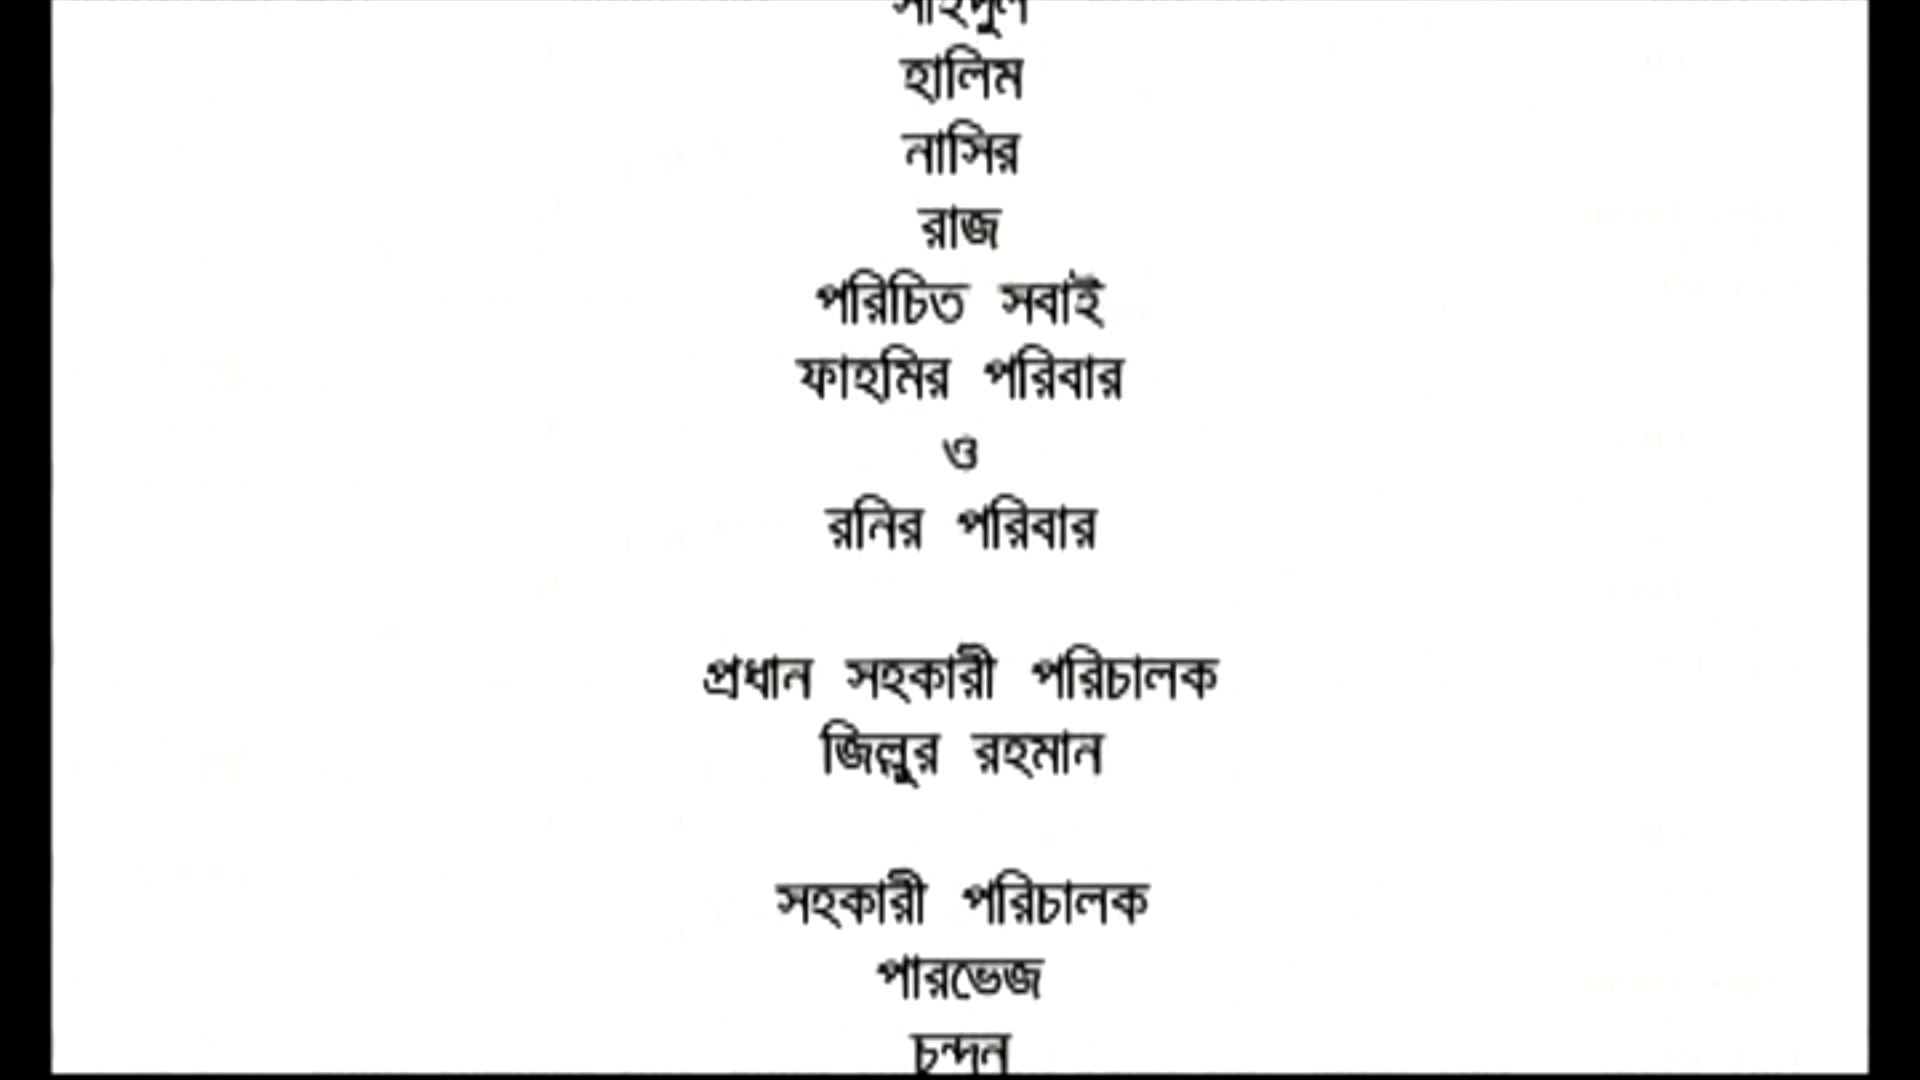 হালিম
নাসির
রাজ
পরিচিত সবাই
ফাহমির পরিবার
ও
রনির পরিবার
প্রধান সহকারী পরিচালক
জিল্লুর রহমান
সহকারী পরিচালক
পারভেজ
চন্দন